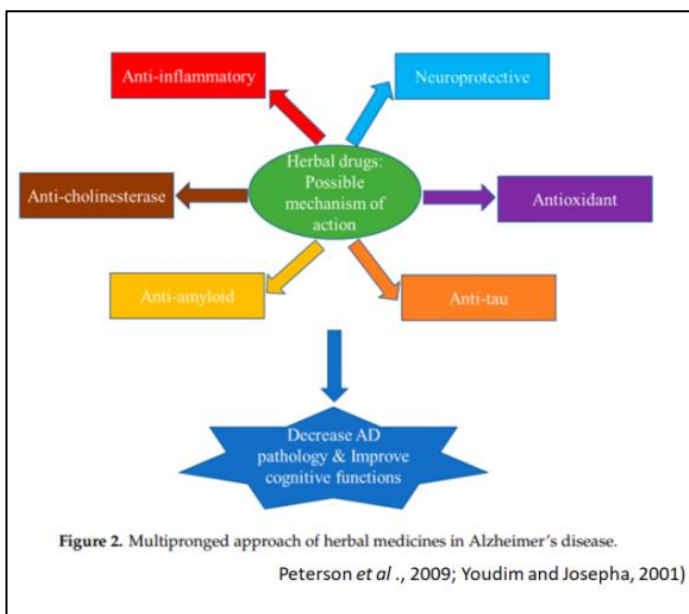 Anti-inflammatory
Neuroprotective
Herbal drugs:
Possible
mechanism of
action
Anti-cholinesterase
Antioxidant
Anti-amyloid
Anti-tau
Decrease AD
pathology & Improve
cognitive functions
Figure 2. Multipronged approach of herbal medicines in Alzheimer's disease.
Peterson et al ., 2009; Youdim and Josepha, 2001)